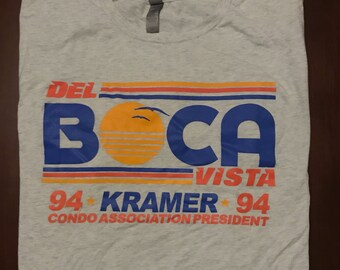 DEL
BOCA
VISTA
94 ★ KRAMER ★ 94
CONDO ASSOCIATION PRESIDENT